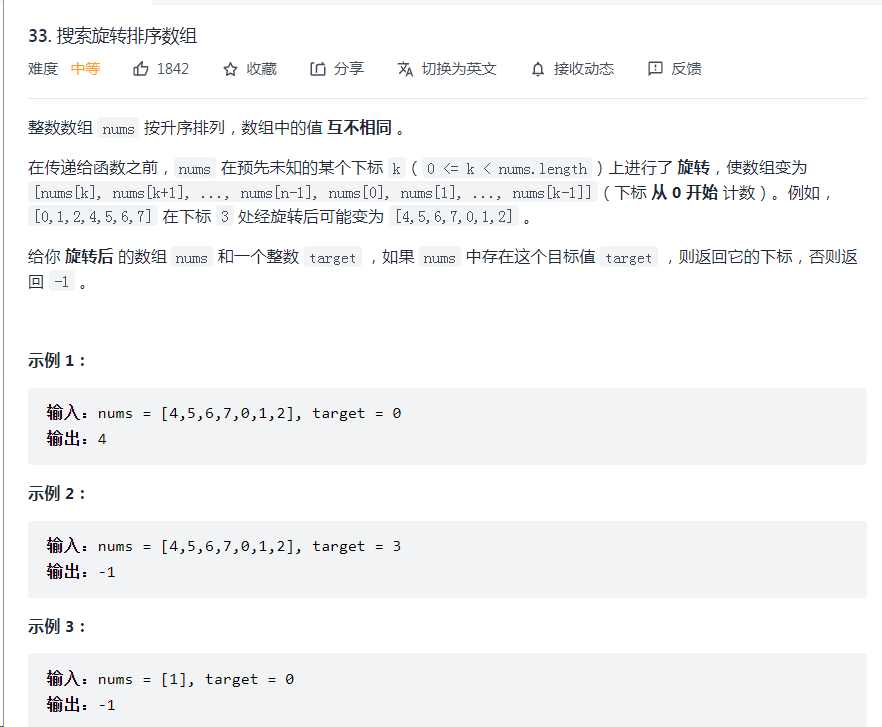 33. 搜索旋转排序数组
难度 中等 1842 收藏 分享 切换为英文 接收动态 反馈
整数数组 nums 按升序排列，数组中的值 互不相同 。
在传递给函数之前，nums 在预先未知的某个下标 k（0 <= k < nums.length）上进行了 旋转，使数组变为
[nums[k], nums[k+1], ..., nums[n-1], nums[0], nums[1], ..., nums[k-1]]（下标 从 0 开始 计数）。例如，
[0,1,2,4,5,6,7] 在下标 3 处经旋转后可能变为 [4,5,6,7,0,1,2] 。
给你 旋转后 的数组 nums 和一个整数 target ，如果 nums 中存在这个目标值 target ，则返回它的下标，否则返
回 -1 。
示例 1：
输入：nums = [4,5,6,7,0,1,2], target = 0
输出：4
示例 2：
输入：nums = [4,5,6,7,0,1,2], target = 3
输出：-1
示例 3：
输入：nums = [1], target = 0
输出：-1